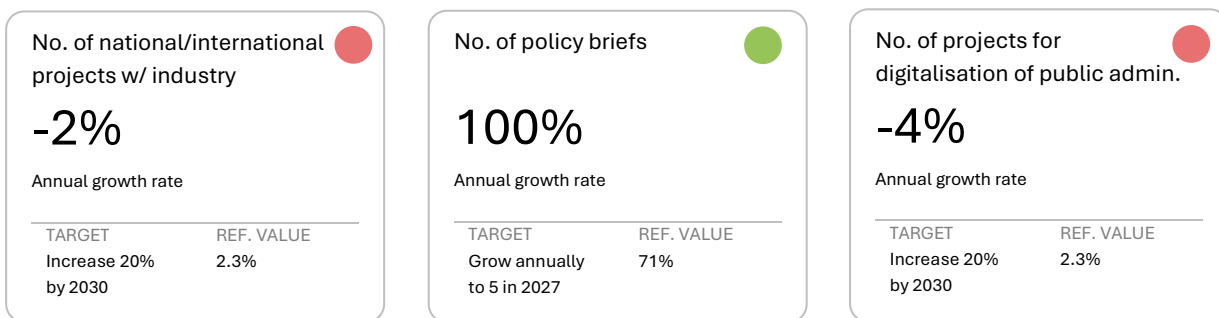 No. of national/international
projects w/ industry
-2%
Annual growth rate
TARGET REF. VALUE
Increase 20% 2.3%
by 2030
No. of policy briefs
100%
Annual growth rate
TARGET REF. VALUE
Grow annually 71%
to 5 in 2027
No. of projects for
digitalisation of public admin.
-4%
Annual growth rate
TARGET REF. VALUE
Increase 20% 2.3%
by 2030